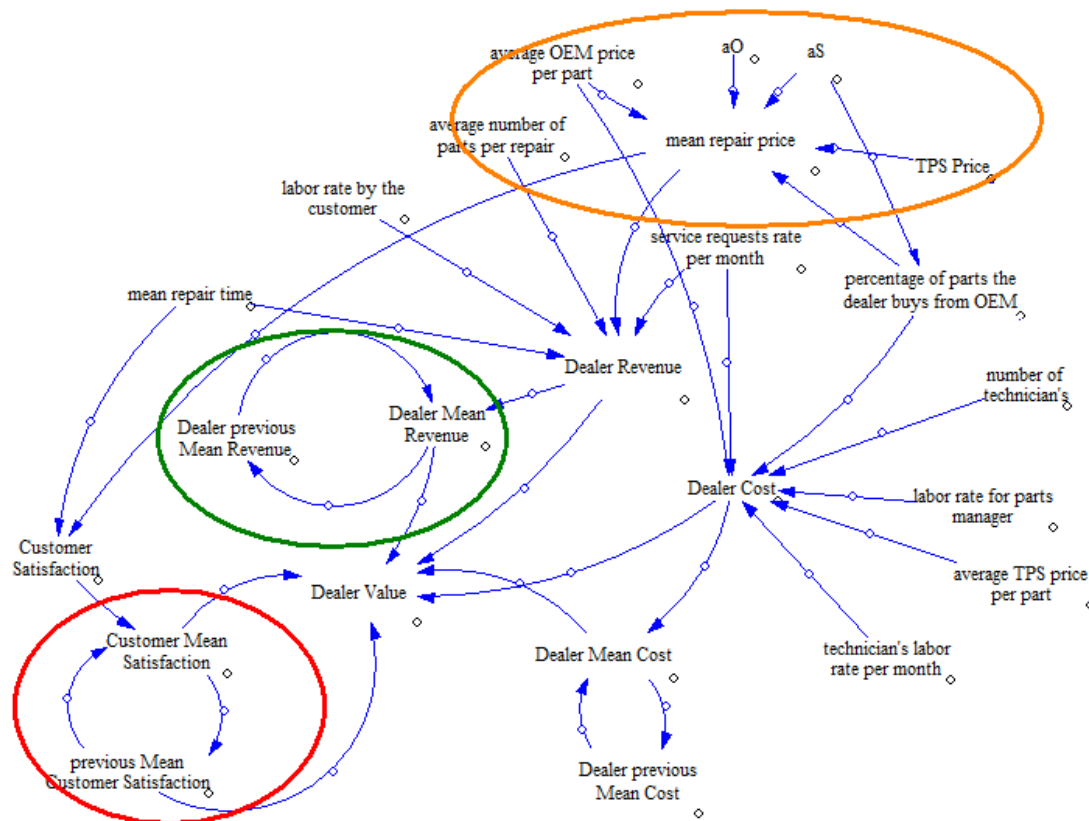 average OEM price
per part
aO
aS
average number of
parts per repair
mean repair price
TPS Price
labor rate by the
customer
service requests rate
per month
percentage of parts the
dealer buys from OEM
mean repair time
Dealer Revenue
number of
technician's
Dealer previous
Mean Revenue
Dealer Mean
Revenue
Dealer Cost
labor rate for parts
manager
Customer
Satisfaction
Dealer Value
average TPS price
per part
Customer Mean
Satisfaction
Dealer Mean Cost
technician's labor
rate per month
previous Mean
Customer Satisfaction
Dealer previous
Mean Cost